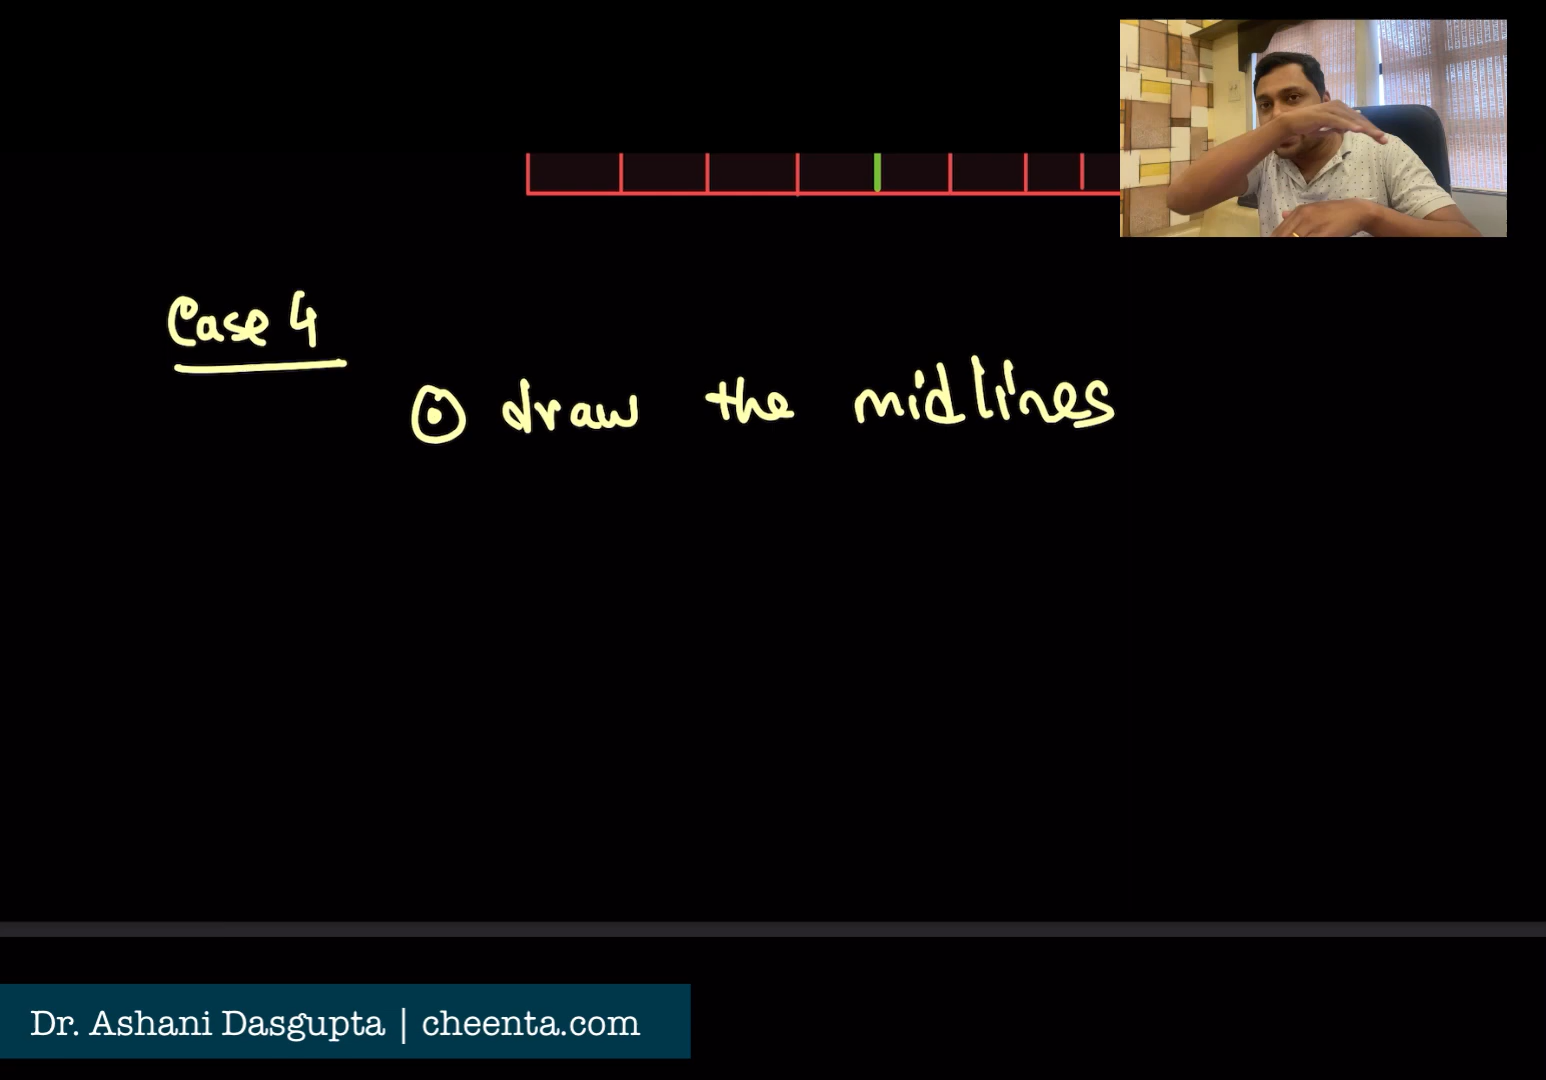 Case 4
⊙ draw the midlines
Dr. Ashani Dasgupta | cheenta.com